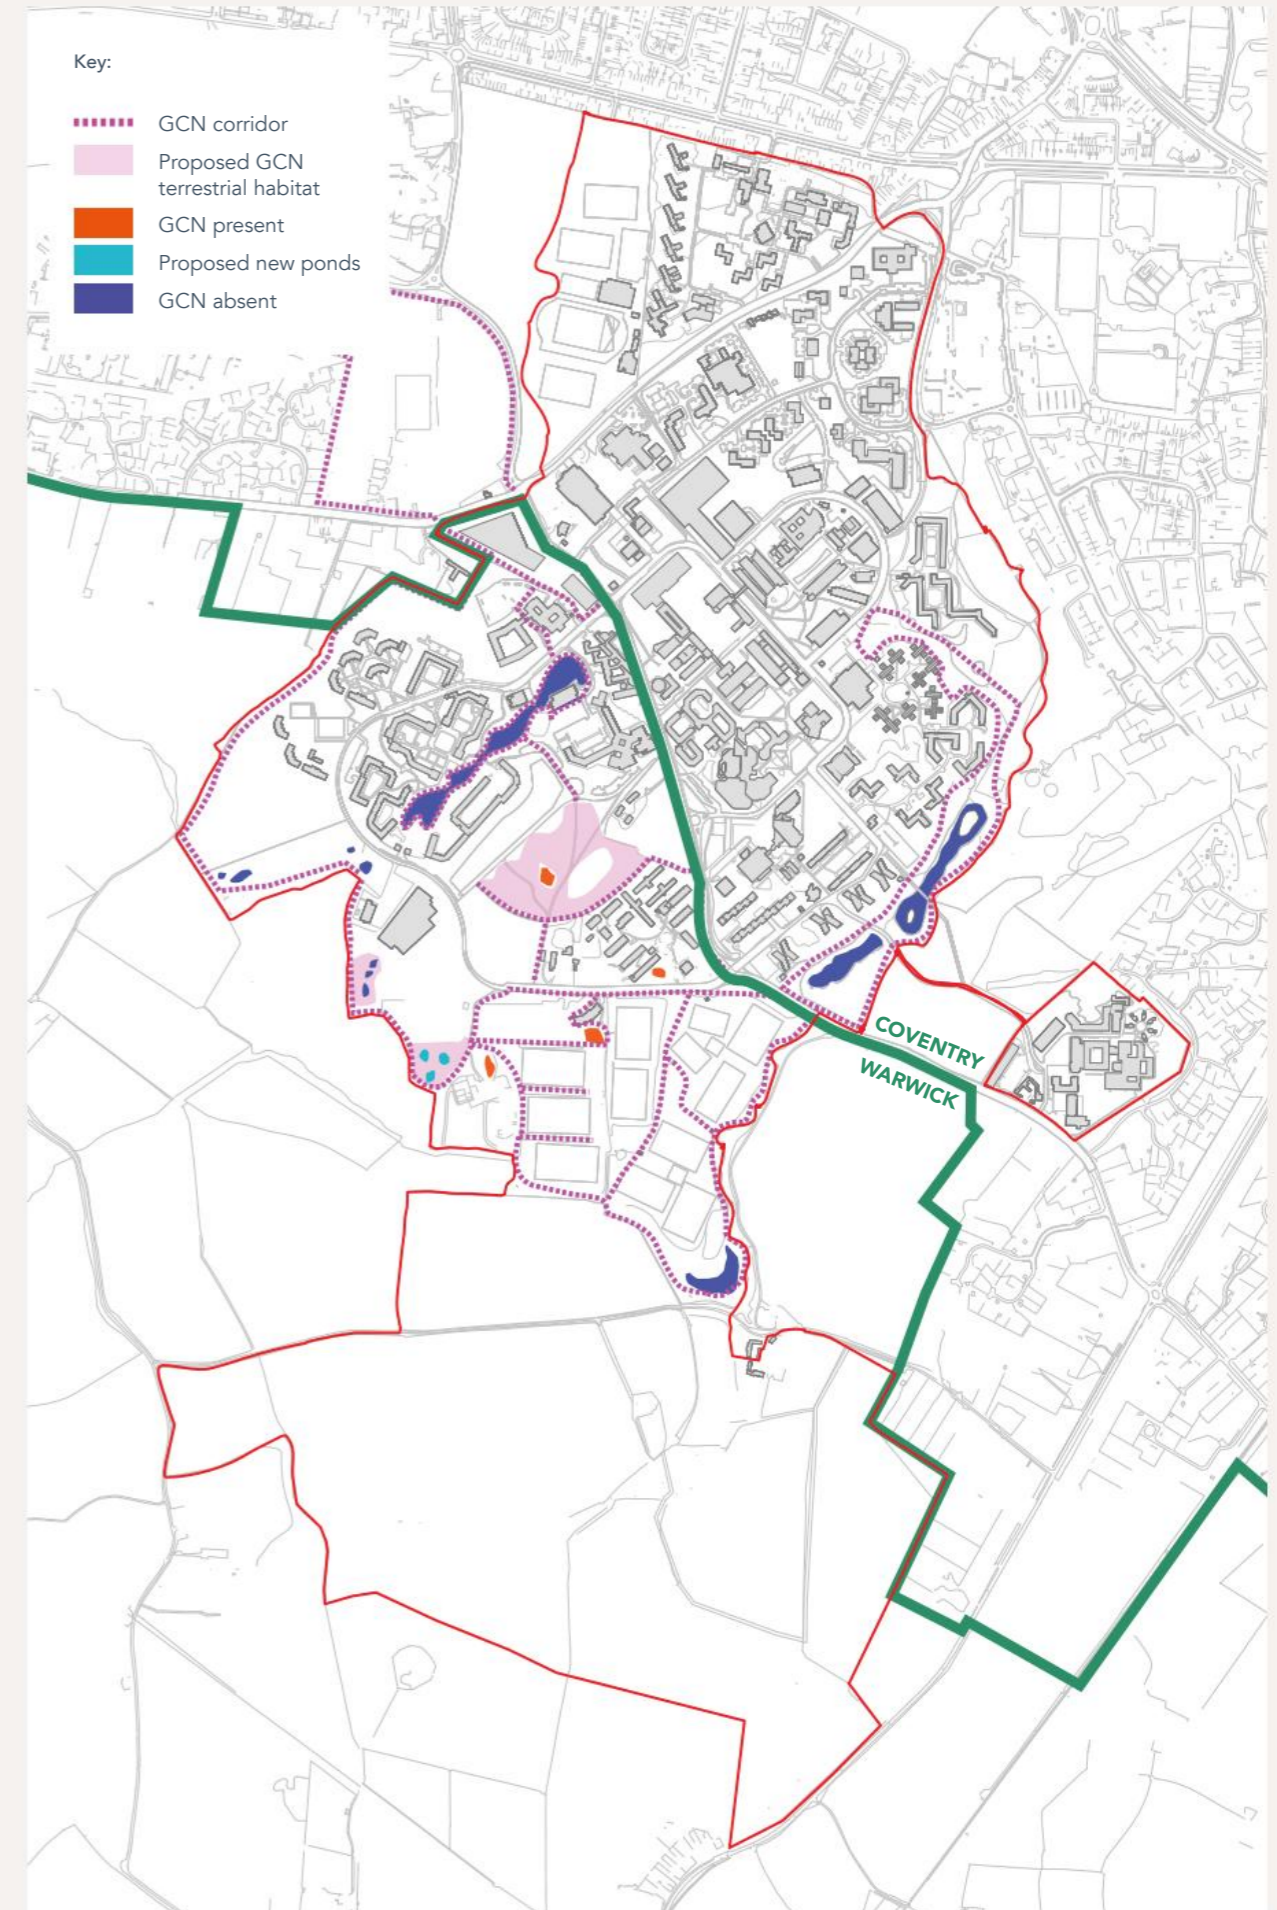 Key:
GCN corridor
Proposed GCN
terrestrial habitat
GCN present
Proposed new ponds
GCN absent
COVENTRY
WARWICK